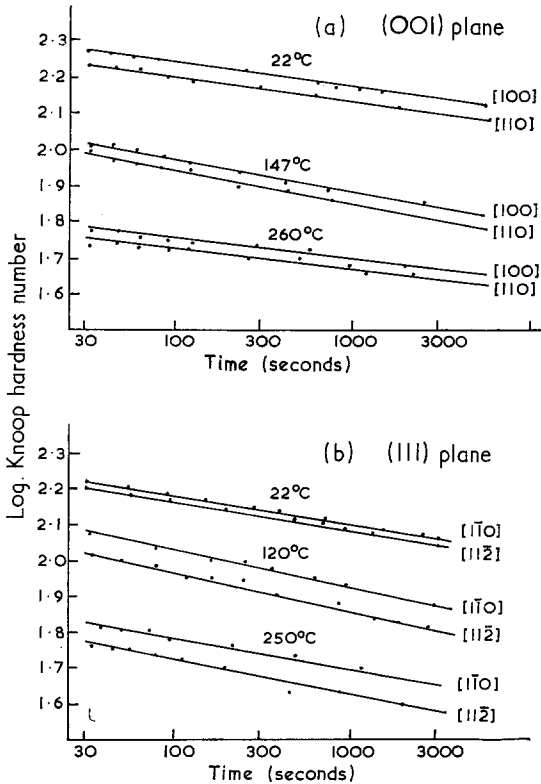 (a) (001) plane
2·3
2·2
2·1
2·0
1·9
1·8
1·7
1·6
22°C
[100]
[110]
147°C
[100]
[110]
260°C
[100]
[110]
30 100 300 1000 3000
Time (seconds)
Log. Knoop hardness number
(b) (111) plane
2·3
2·2
2·1
2·0
1·9
1·8
1·7
1·6
22°C
[11̄0]
[112̄]
120°C
[11̄0]
[112̄]
250°C
[11̄0]
[112̄]
30 100 300 1000 3000
Time (seconds)